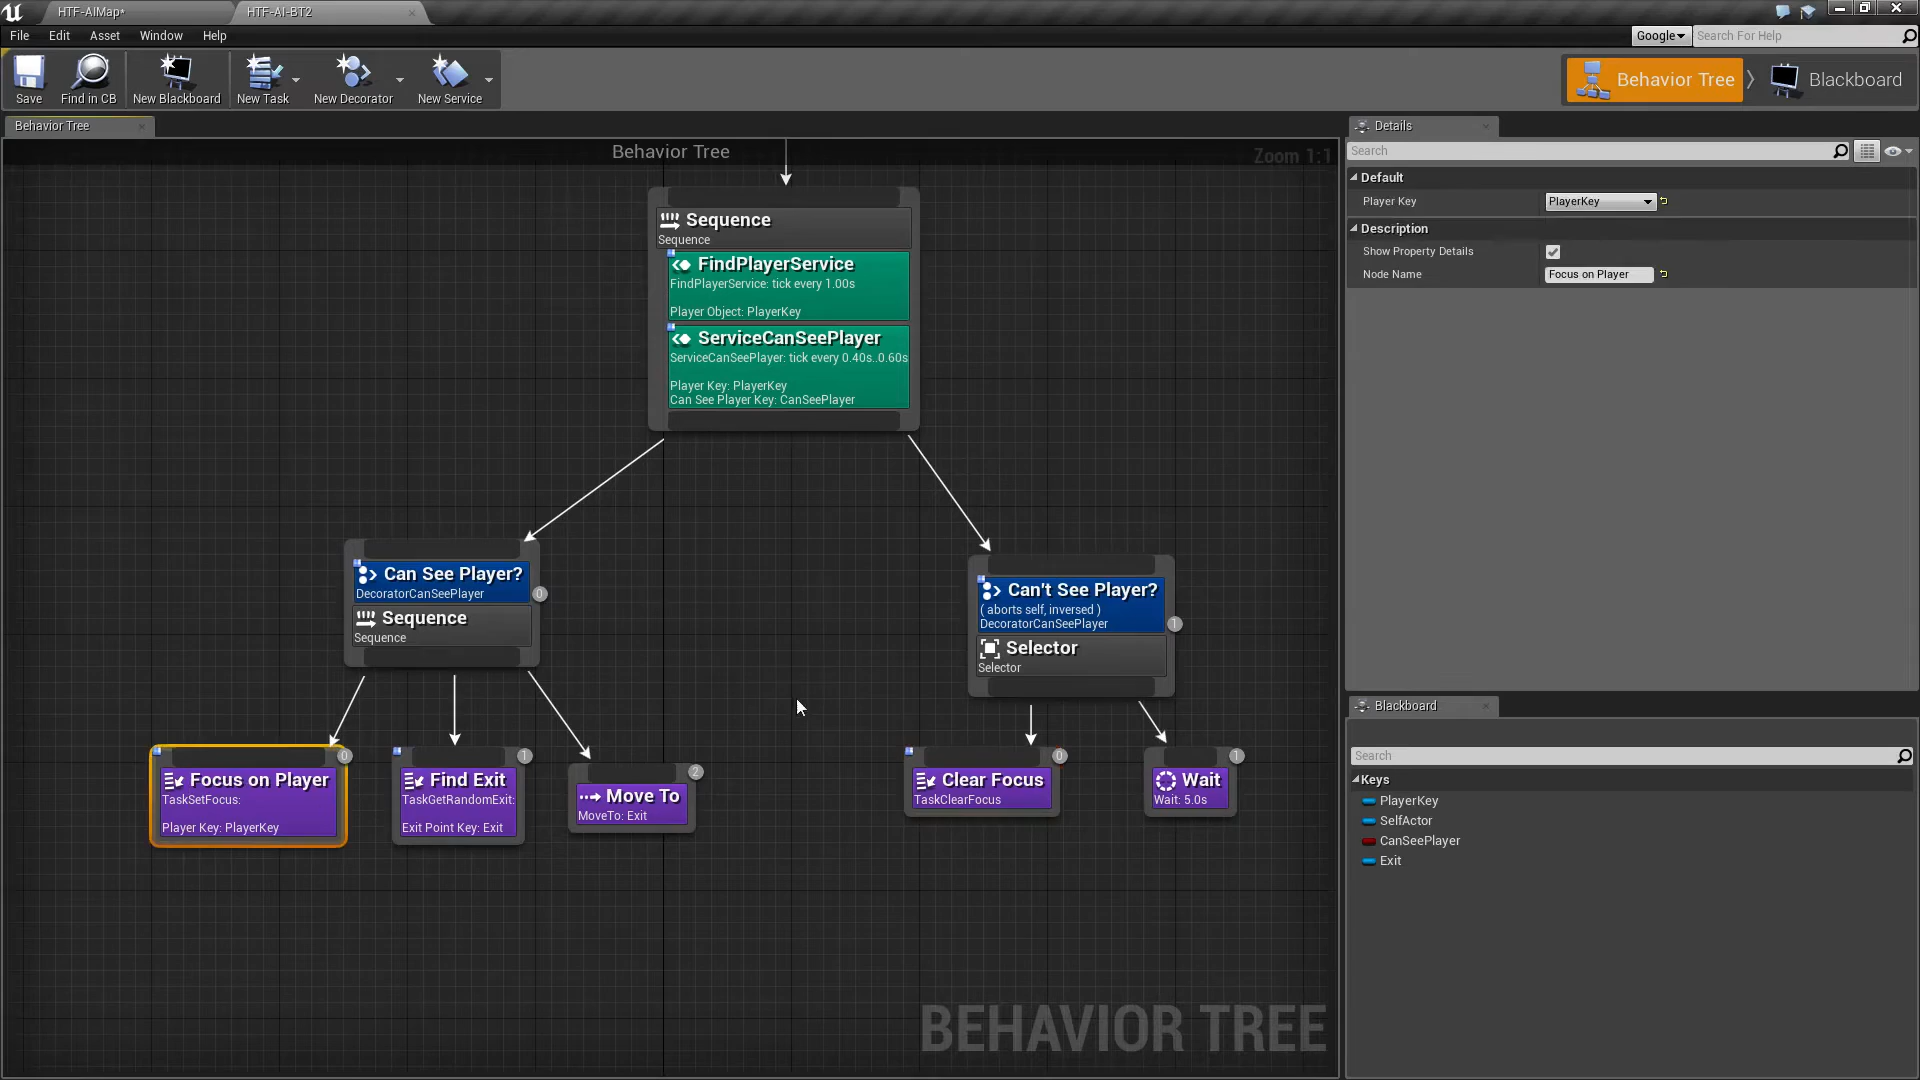 HTF-AIMap*
HTF-AI-BT2
File Edit Asset Window Help
Google
Search For Help
Save
Find in CB
New Blackboard
New Task
New Decorator
New Service
Behavior Tree
Blackboard
Behavior Tree
Behavior Tree
Zoom 1:1
Sequence
Sequence
FindPlayerService
FindPlayerService: tick every 1.00s
Player Object: PlayerKey
ServiceCanSeePlayer
ServiceCanSeePlayer: tick every 0.40s..0.60s
Player Key: PlayerKey
Can See Player Key: CanSeePlayer
Can See Player?
DecoratorCanSeePlayer
0
Sequence
Sequence
Can't See Player?
( aborts self, inversed )
DecoratorCanSeePlayer
1
Selector
Selector
0
Focus on Player
TaskSetFocus:
Player Key: PlayerKey
1
Find Exit
TaskGetRandomExit:
Exit Point Key: Exit
2
Move To
MoveTo: Exit
0
Clear Focus
TaskClearFocus
1
Wait
Wait: 5.0s
BEHAVIOR TREE
Details
Search
Default
Player Key
PlayerKey
Description
Show Property Details
Node Name
Focus on Player
Blackboard
Search
Keys
PlayerKey
SelfActor
CanSeePlayer
Exit